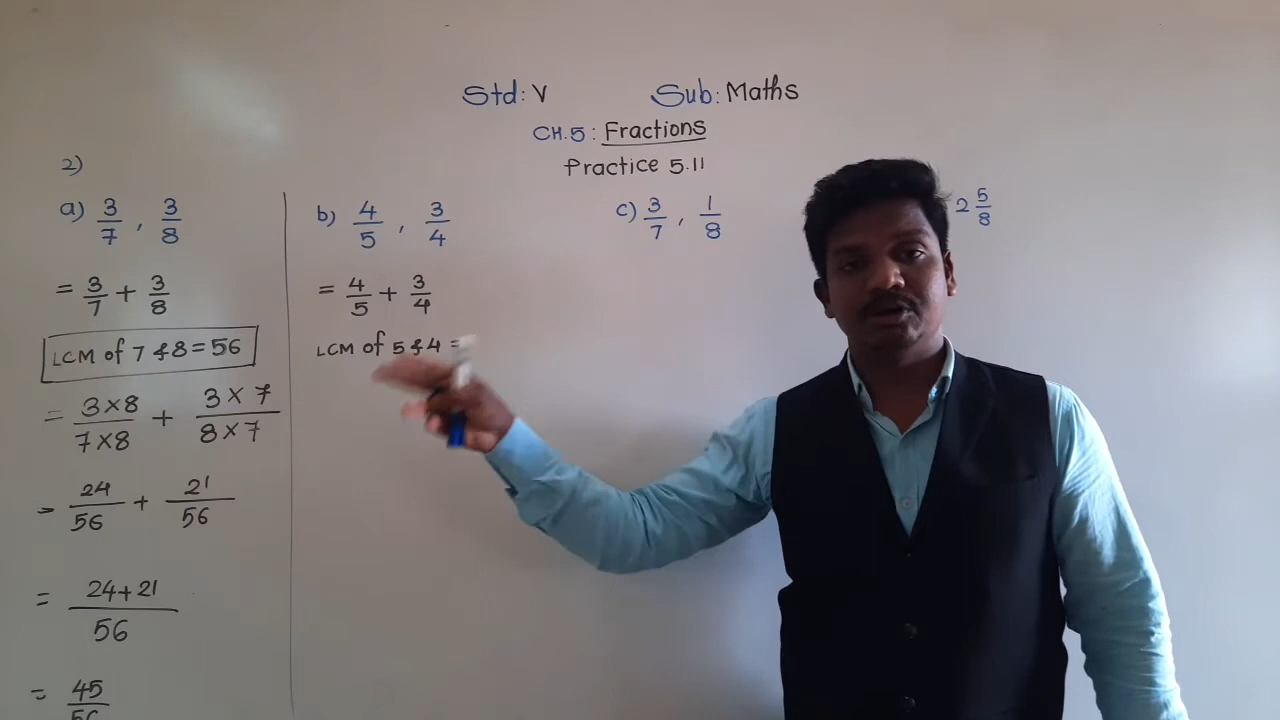 Std: V Sub: Maths
CH.5: Fractions
Practice 5.11
2)
a) 3/7 , 3/8
= 3/7 + 3/8
LCM of 7 & 8 = 56
= 3×8/7×8 + 3×7/8×7
= 24/56 + 21/56
= 24+21/56
= 45/56
b) 4/5 , 3/4
= 4/5 + 3/4
LCM of 5 & 4 =
c) 3/7 , 1/8
2 5/8